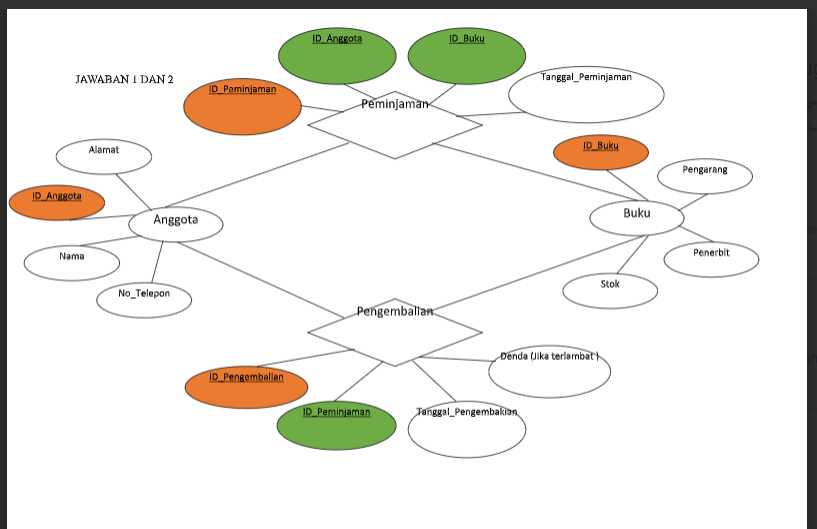 ID_Anggota
ID_Buku
JAWABAN 1 DAN 2
Tanggal_Peminjaman
ID_Peminjaman
Peminjaman
ID_Buku
Alamat
Pengarang
ID_Anggota
Anggota
Buku
Nama
Penerbit
No_Telepon
Stok
Pengembalian
Denda (Jika terlambat )
ID_Pengembalian
ID_Peminjaman
Tanggal_Pengembalian